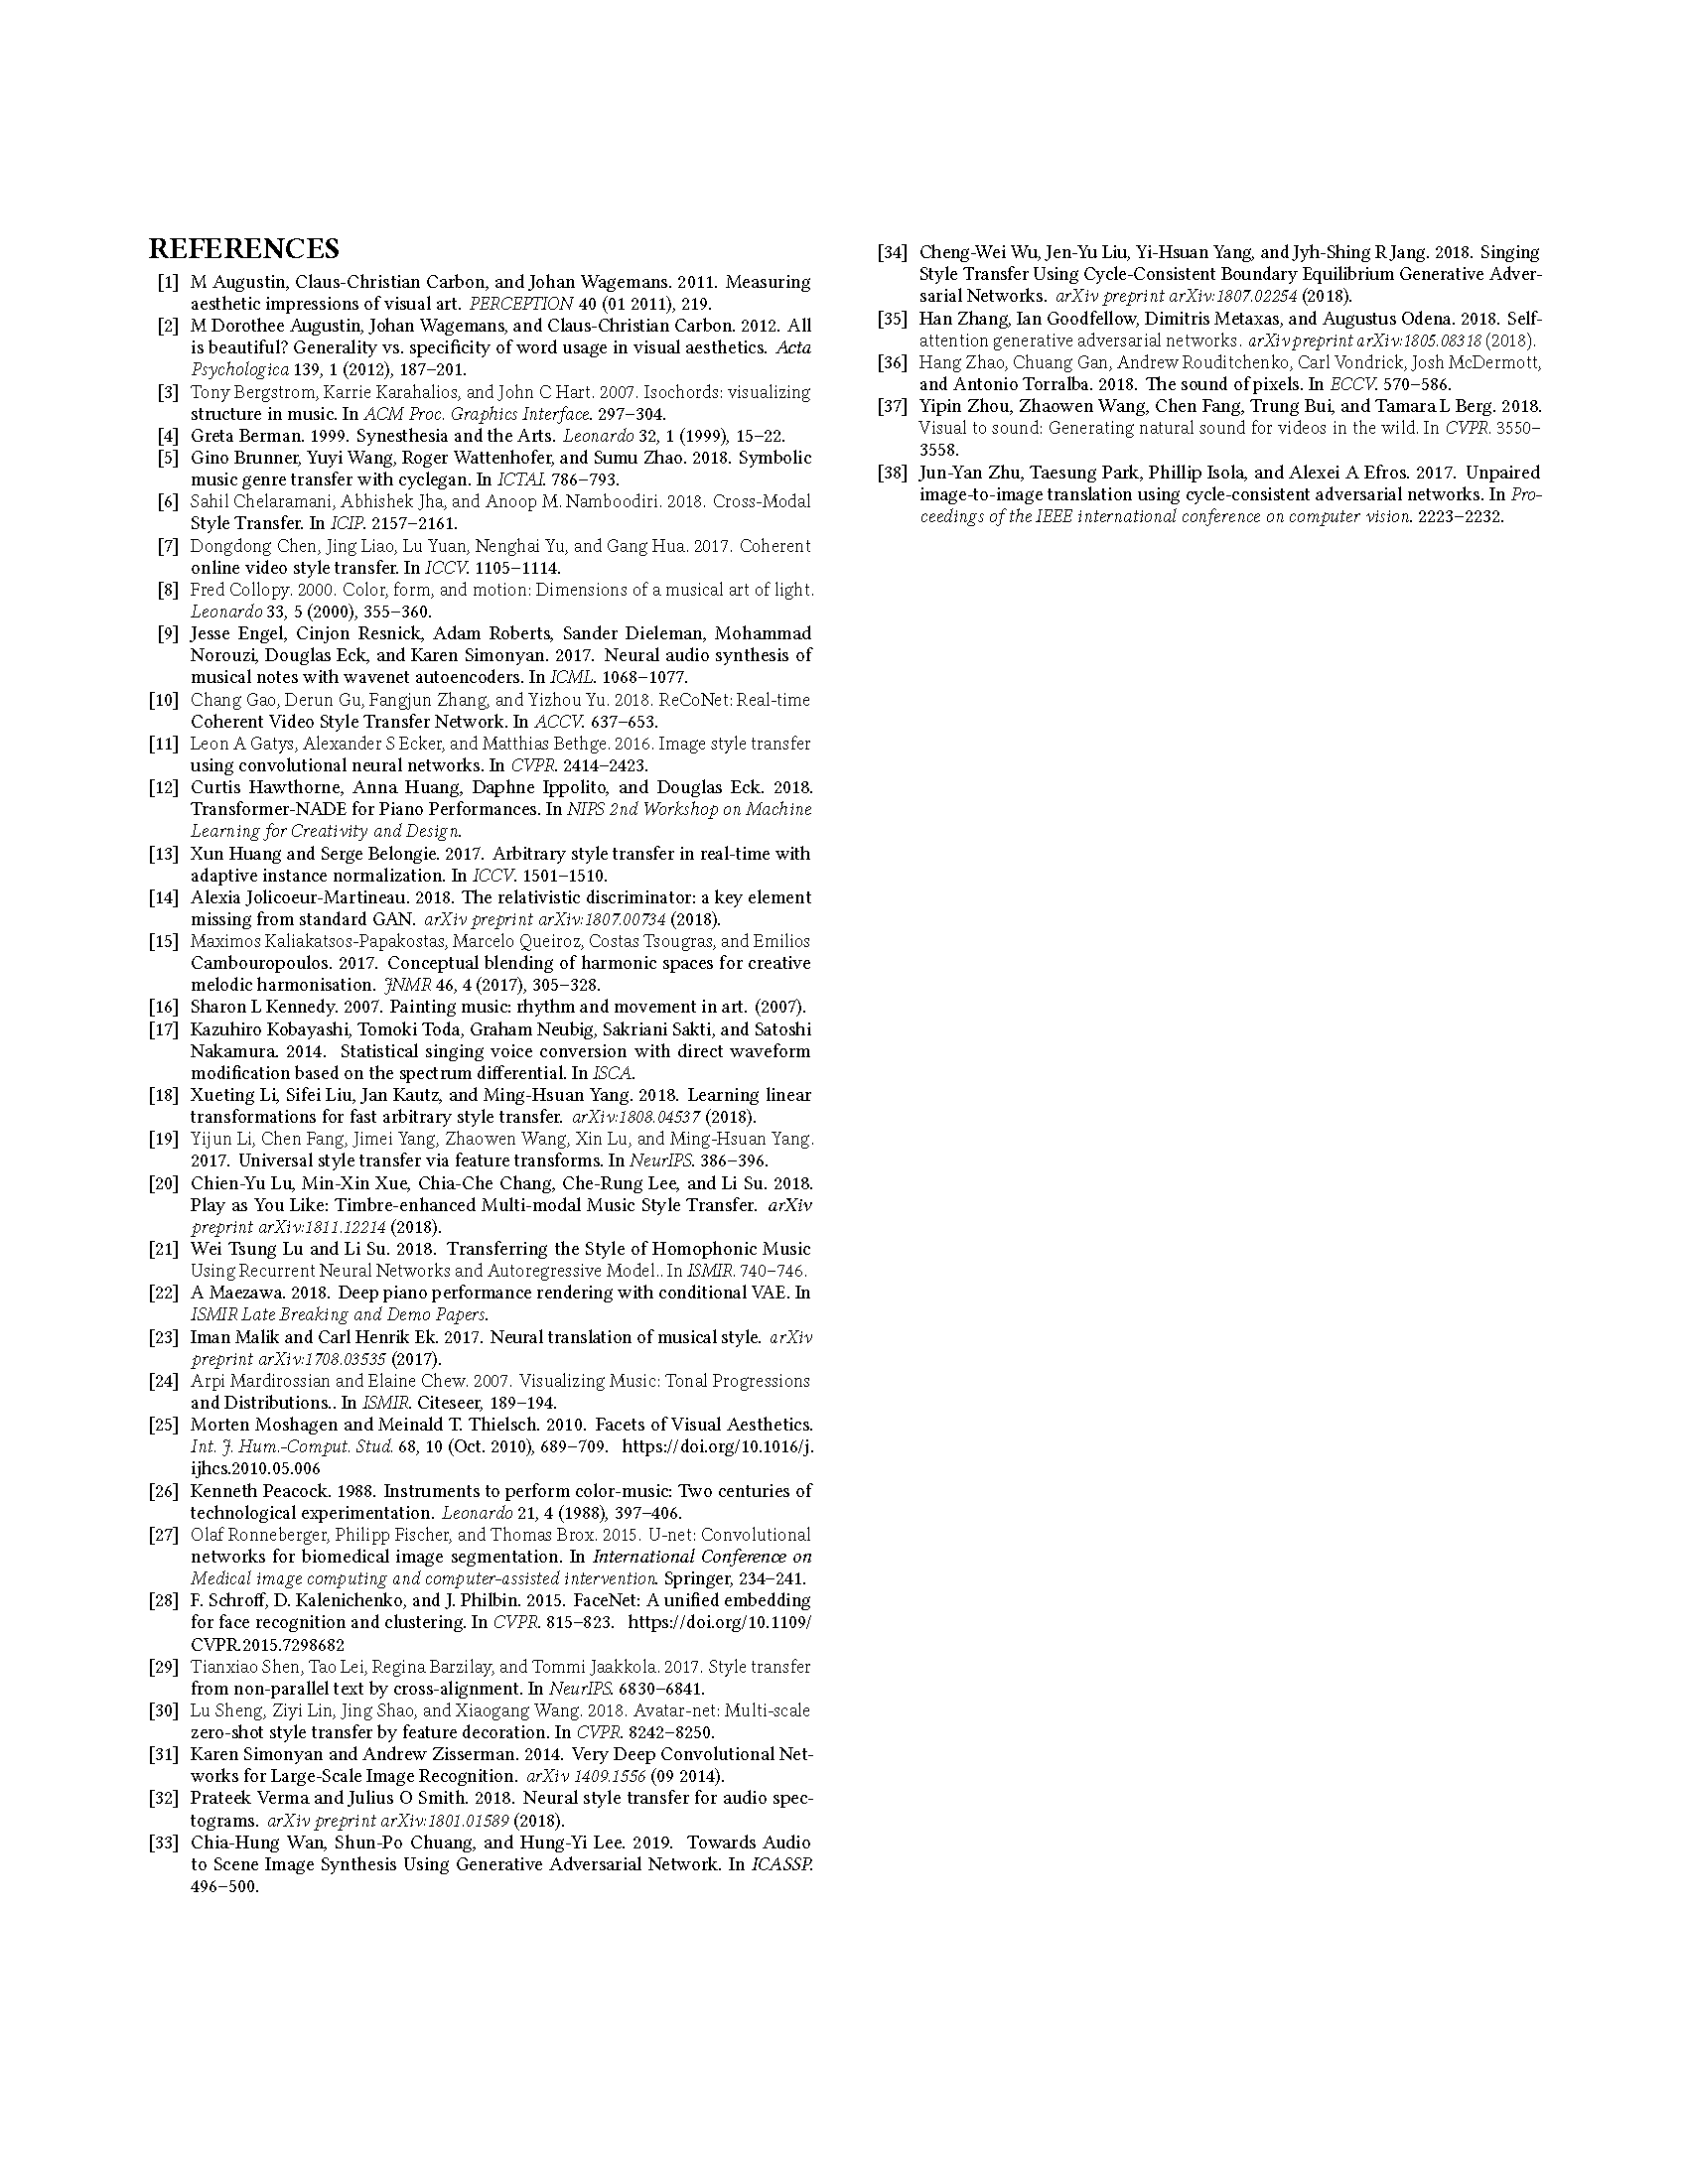 REFERENCES
[1] M Augustin, Claus-Christian Carbon, and Johan Wagemans. 2011. Measuring
aesthetic impressions of visual art. PERCEPTION 40 (01 2011), 219.
[2] M Dorothee Augustin, Johan Wagemans, and Claus-Christian Carbon. 2012. All
is beautiful? Generality vs. specificity of word usage in visual aesthetics. Acta
Psychologica 139, 1 (2012), 187–201.
[3] Tony Bergstrom, Karrie Karahalios, and John C Hart. 2007. Isochords: visualizing
structure in music. In ACM Proc. Graphics Interface. 297–304.
[4] Greta Berman. 1999. Synesthesia and the Arts. Leonardo 32, 1 (1999), 15–22.
[5] Gino Brunner, Yuyi Wang, Roger Wattenhofer, and Sumu Zhao. 2018. Symbolic
music genre transfer with cyclegan. In ICTAI. 786–793.
[6] Sahil Chelaramani, Abhishek Jha, and Anoop M. Namboodiri. 2018. Cross-Modal
Style Transfer. In ICIP. 2157–2161.
[7] Dongdong Chen, Jing Liao, Lu Yuan, Nenghai Yu, and Gang Hua. 2017. Coherent
online video style transfer. In ICCV. 1105–1114.
[8] Fred Collopy. 2000. Color, form, and motion: Dimensions of a musical art of light.
Leonardo 33, 5 (2000), 355–360.
[9] Jesse Engel, Cinjon Resnick, Adam Roberts, Sander Dieleman, Mohammad
Norouzi, Douglas Eck, and Karen Simonyan. 2017. Neural audio synthesis of
musical notes with wavenet autoencoders. In ICML. 1068–1077.
[10] Chang Gao, Derun Gu, Fangjun Zhang, and Yizhou Yu. 2018. ReCoNet: Real-time
Coherent Video Style Transfer Network. In ACCV. 637–653.
[11] Leon A Gatys, Alexander S Ecker, and Matthias Bethge. 2016. Image style transfer
using convolutional neural networks. In CVPR. 2414–2423.
[12] Curtis Hawthorne, Anna Huang, Daphne Ippolito, and Douglas Eck. 2018.
Transformer-NADE for Piano Performances. In NIPS 2nd Workshop on Machine
Learning for Creativity and Design.
[13] Xun Huang and Serge Belongie. 2017. Arbitrary style transfer in real-time with
adaptive instance normalization. In ICCV. 1501–1510.
[14] Alexia Jolicoeur-Martineau. 2018. The relativistic discriminator: a key element
missing from standard GAN. arXiv preprint arXiv:1807.00734 (2018).
[15] Maximos Kaliakatsos-Papakostas, Marcelo Queiroz, Costas Tsougras, and Emilios
Cambouropoulos. 2017. Conceptual blending of harmonic spaces for creative
melodic harmonisation. JNMR 46, 4 (2017), 305–328.
[16] Sharon L Kennedy. 2007. Painting music: rhythm and movement in art. (2007).
[17] Kazuhiro Kobayashi, Tomoki Toda, Graham Neubig, Sakriani Sakti, and Satoshi
Nakamura. 2014. Statistical singing voice conversion with direct waveform
modification based on the spectrum differential. In ISCA.
[18] Xueting Li, Sifei Liu, Jan Kautz, and Ming-Hsuan Yang. 2018. Learning linear
transformations for fast arbitrary style transfer. arXiv:1808.04537 (2018).
[19] Yijun Li, Chen Fang, Jimei Yang, Zhaowen Wang, Xin Lu, and Ming-Hsuan Yang.
2017. Universal style transfer via feature transforms. In NeurIPS. 386–396.
[20] Chien-Yu Lu, Min-Xin Xue, Chia-Che Chang, Che-Rung Lee, and Li Su. 2018.
Play as You Like: Timbre-enhanced Multi-modal Music Style Transfer. arXiv
preprint arXiv:1811.12214 (2018).
[21] Wei Tsung Lu and Li Su. 2018. Transferring the Style of Homophonic Music
Using Recurrent Neural Networks and Autoregressive Model.. In ISMIR. 740–746.
[22] A Maezawa. 2018. Deep piano performance rendering with conditional VAE. In
ISMIR Late Breaking and Demo Papers.
[23] Iman Malik and Carl Henrik Ek. 2017. Neural translation of musical style. arXiv
preprint arXiv:1708.03535 (2017).
[24] Arpi Mardirossian and Elaine Chew. 2007. Visualizing Music: Tonal Progressions
and Distributions.. In ISMIR. Citeseer, 189–194.
[25] Morten Moshagen and Meinald T. Thielsch. 2010. Facets of Visual Aesthetics.
Int. J. Hum.-Comput. Stud. 68, 10 (Oct. 2010), 689–709. https://doi.org/10.1016/j.
ijhcs.2010.05.006
[26] Kenneth Peacock. 1988. Instruments to perform color-music: Two centuries of
technological experimentation. Leonardo 21, 4 (1988), 397–406.
[27] Olaf Ronneberger, Philipp Fischer, and Thomas Brox. 2015. U-net: Convolutional
networks for biomedical image segmentation. In International Conference on
Medical image computing and computer-assisted intervention. Springer, 234–241.
[28] F. Schroff, D. Kalenichenko, and J. Philbin. 2015. FaceNet: A unified embedding
for face recognition and clustering. In CVPR. 815–823. https://doi.org/10.1109/
CVPR.2015.7298682
[29] Tianxiao Shen, Tao Lei, Regina Barzilay, and Tommi Jaakkola. 2017. Style transfer
from non-parallel text by cross-alignment. In NeurIPS. 6830–6841.
[30] Lu Sheng, Ziyi Lin, Jing Shao, and Xiaogang Wang. 2018. Avatar-net: Multi-scale
zero-shot style transfer by feature decoration. In CVPR. 8242–8250.
[31] Karen Simonyan and Andrew Zisserman. 2014. Very Deep Convolutional Net-
works for Large-Scale Image Recognition. arXiv 1409.1556 (09 2014).
[32] Prateek Verma and Julius O Smith. 2018. Neural style transfer for audio spec-
tograms. arXiv preprint arXiv:1801.01589 (2018).
[33] Chia-Hung Wan, Shun-Po Chuang, and Hung-Yi Lee. 2019. Towards Audio
to Scene Image Synthesis Using Generative Adversarial Network. In ICASSP.
496–500.
[34] Cheng-Wei Wu, Jen-Yu Liu, Yi-Hsuan Yang, and Jyh-Shing R Jang. 2018. Singing
Style Transfer Using Cycle-Consistent Boundary Equilibrium Generative Adver-
sarial Networks. arXiv preprint arXiv:1807.02254 (2018).
[35] Han Zhang, Ian Goodfellow, Dimitris Metaxas, and Augustus Odena. 2018. Self-
attention generative adversarial networks. arXiv preprint arXiv:1805.08318 (2018).
[36] Hang Zhao, Chuang Gan, Andrew Rouditchenko, Carl Vondrick, Josh McDermott,
and Antonio Torralba. 2018. The sound of pixels. In ECCV. 570–586.
[37] Yipin Zhou, Zhaowen Wang, Chen Fang, Trung Bui, and Tamara L Berg. 2018.
Visual to sound: Generating natural sound for videos in the wild. In CVPR. 3550–
3558.
[38] Jun-Yan Zhu, Taesung Park, Phillip Isola, and Alexei A Efros. 2017. Unpaired
image-to-image translation using cycle-consistent adversarial networks. In Pro-
ceedings of the IEEE international conference on computer vision. 2223–2232.